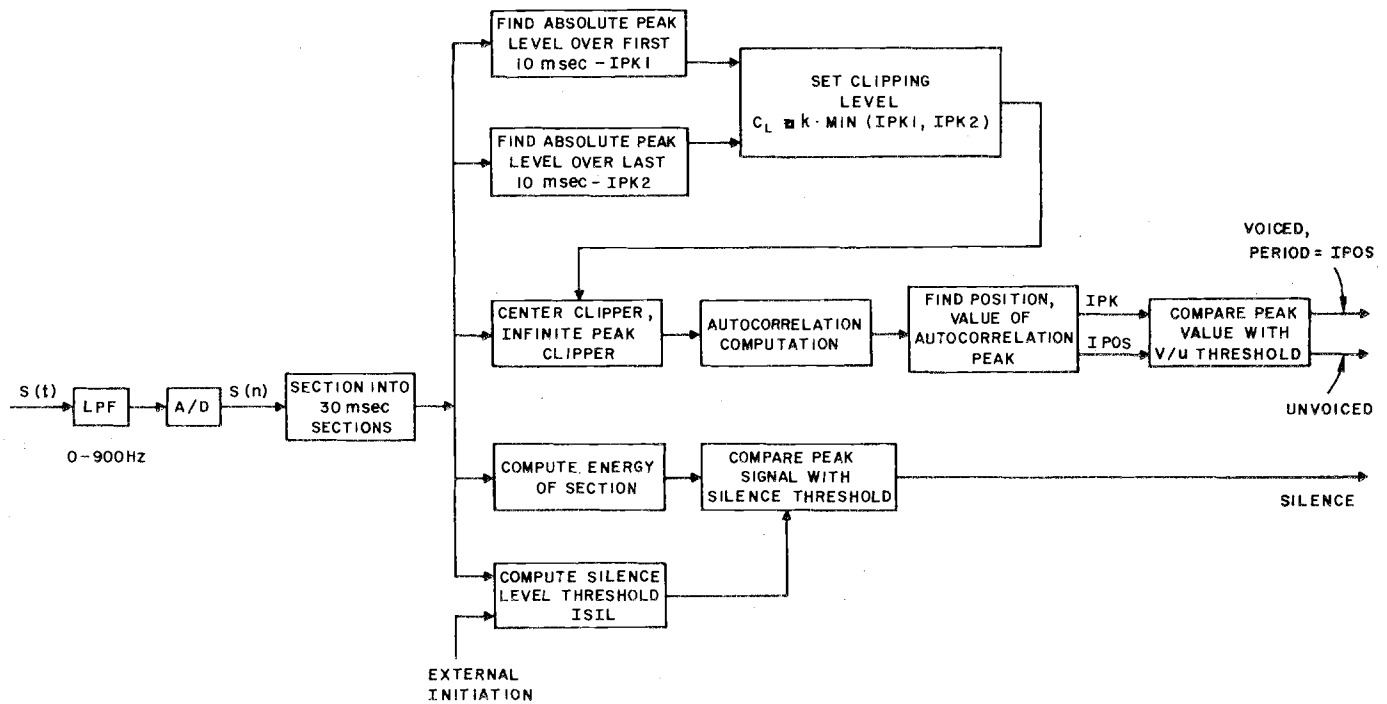 FIND ABSOLUTE PEAK
LEVEL OVER FIRST
10 msec - IPK1
SET CLIPPING
LEVEL
CL = k · MIN (IPK1, IPK2)
FIND ABSOLUTE PEAK
LEVEL OVER LAST
10 msec - IPK2
VOICED,
PERIOD = IPOS
CENTER CLIPPER,
INFINITE PEAK
CLIPPER
AUTOCORRELATION
COMPUTATION
FIND POSITION,
VALUE OF
AUTOCORRELATION
PEAK
IPK
IPOS
COMPARE PEAK
VALUE WITH
V/u THRESHOLD
UNVOICED
S(t)
LPF
0-900Hz
A/D
S(n)
SECTION INTO
30 msec
SECTIONS
COMPUTE ENERGY
OF SECTION
COMPARE PEAK
SIGNAL WITH
SILENCE THRESHOLD
SILENCE
COMPUTE SILENCE
LEVEL THRESHOLD
ISIL
EXTERNAL
INITIATION